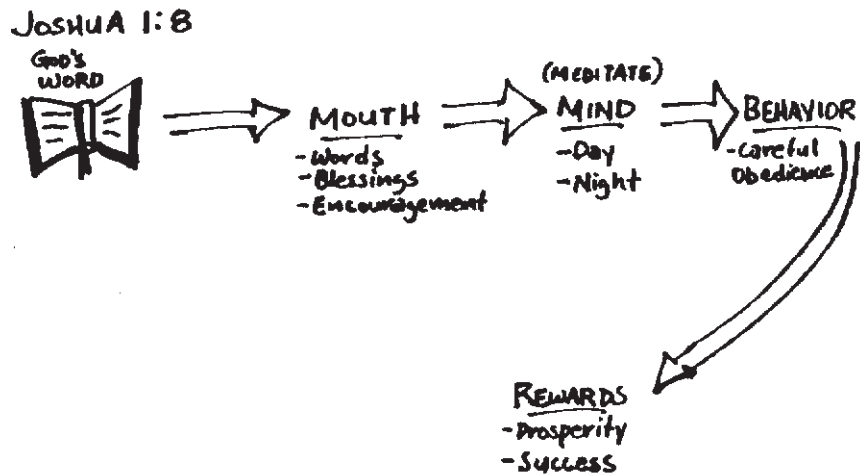 JOSHUA 1:8
GOD'S
WORD
MOUTH
-Words
-Blessings
-Encouragement
(MEDITATE)
MIND
-Day
-Night
BEHAVIOR
-Careful
Obedience
REWARDS
-Prosperity
-Success